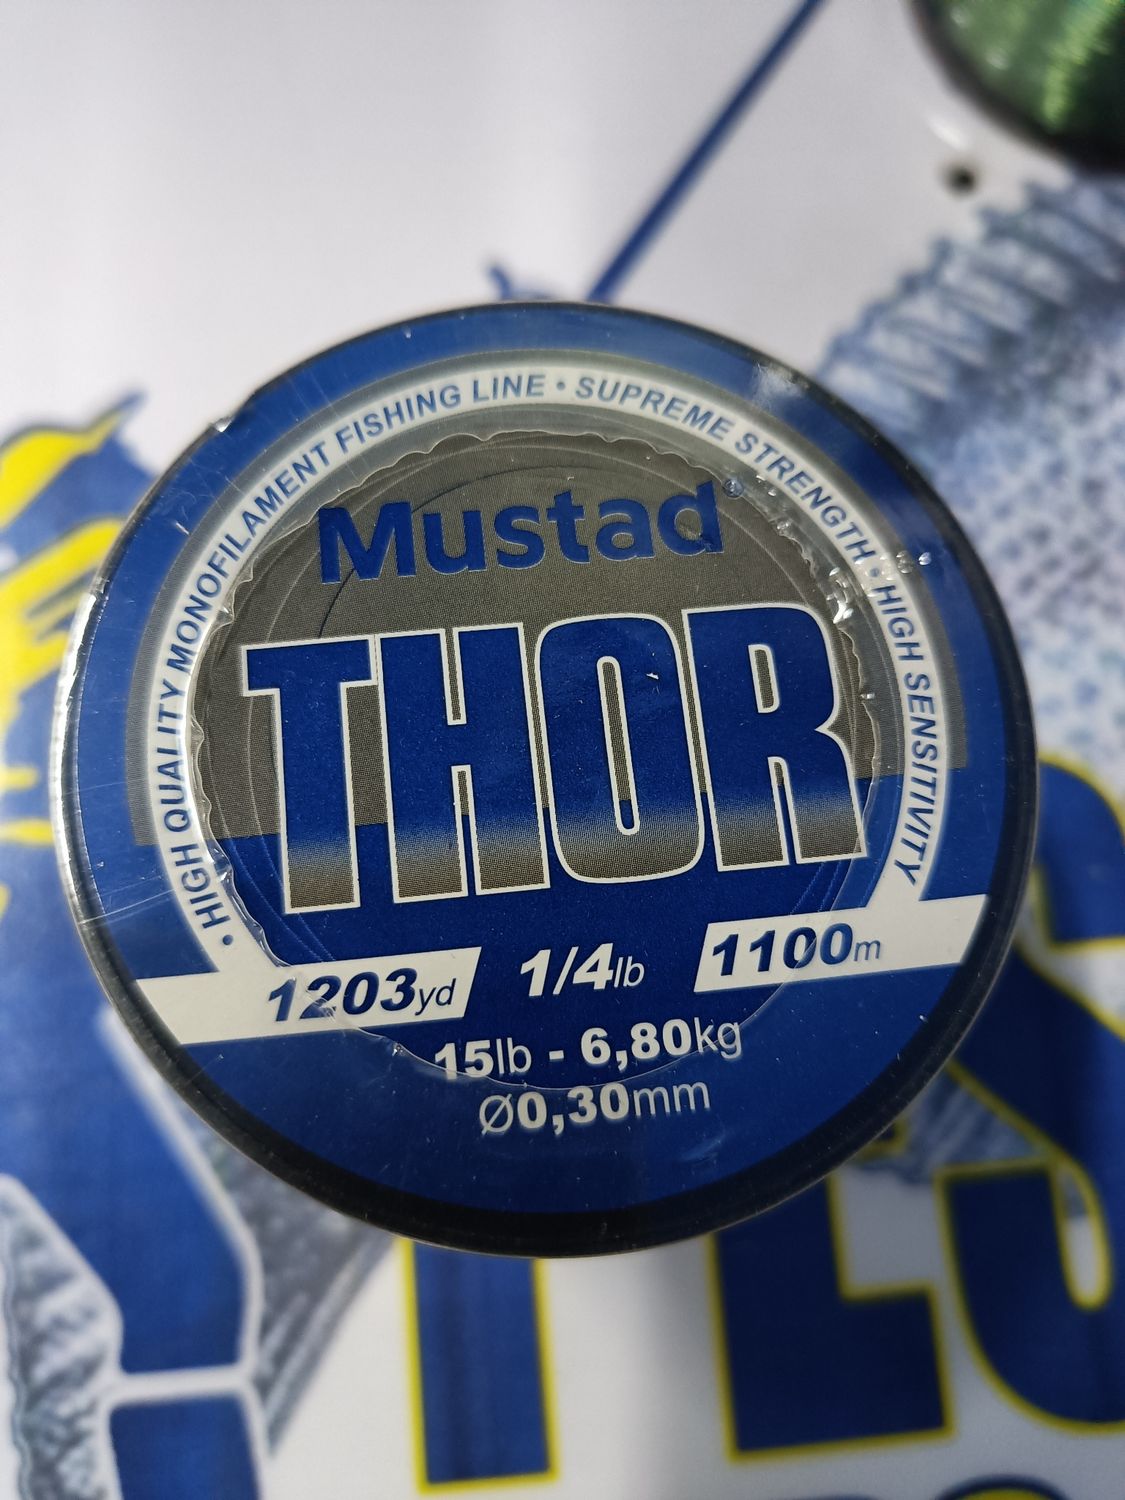 • HIGH QUALITY MONOFILAMENT FISHING LINE • SUPREME STRENGTH • HIGH SENSITIVITY
Mustad®
THOR
1203yd 1/4lb 1100m
15lb - 6,80kg
Ø0,30mm